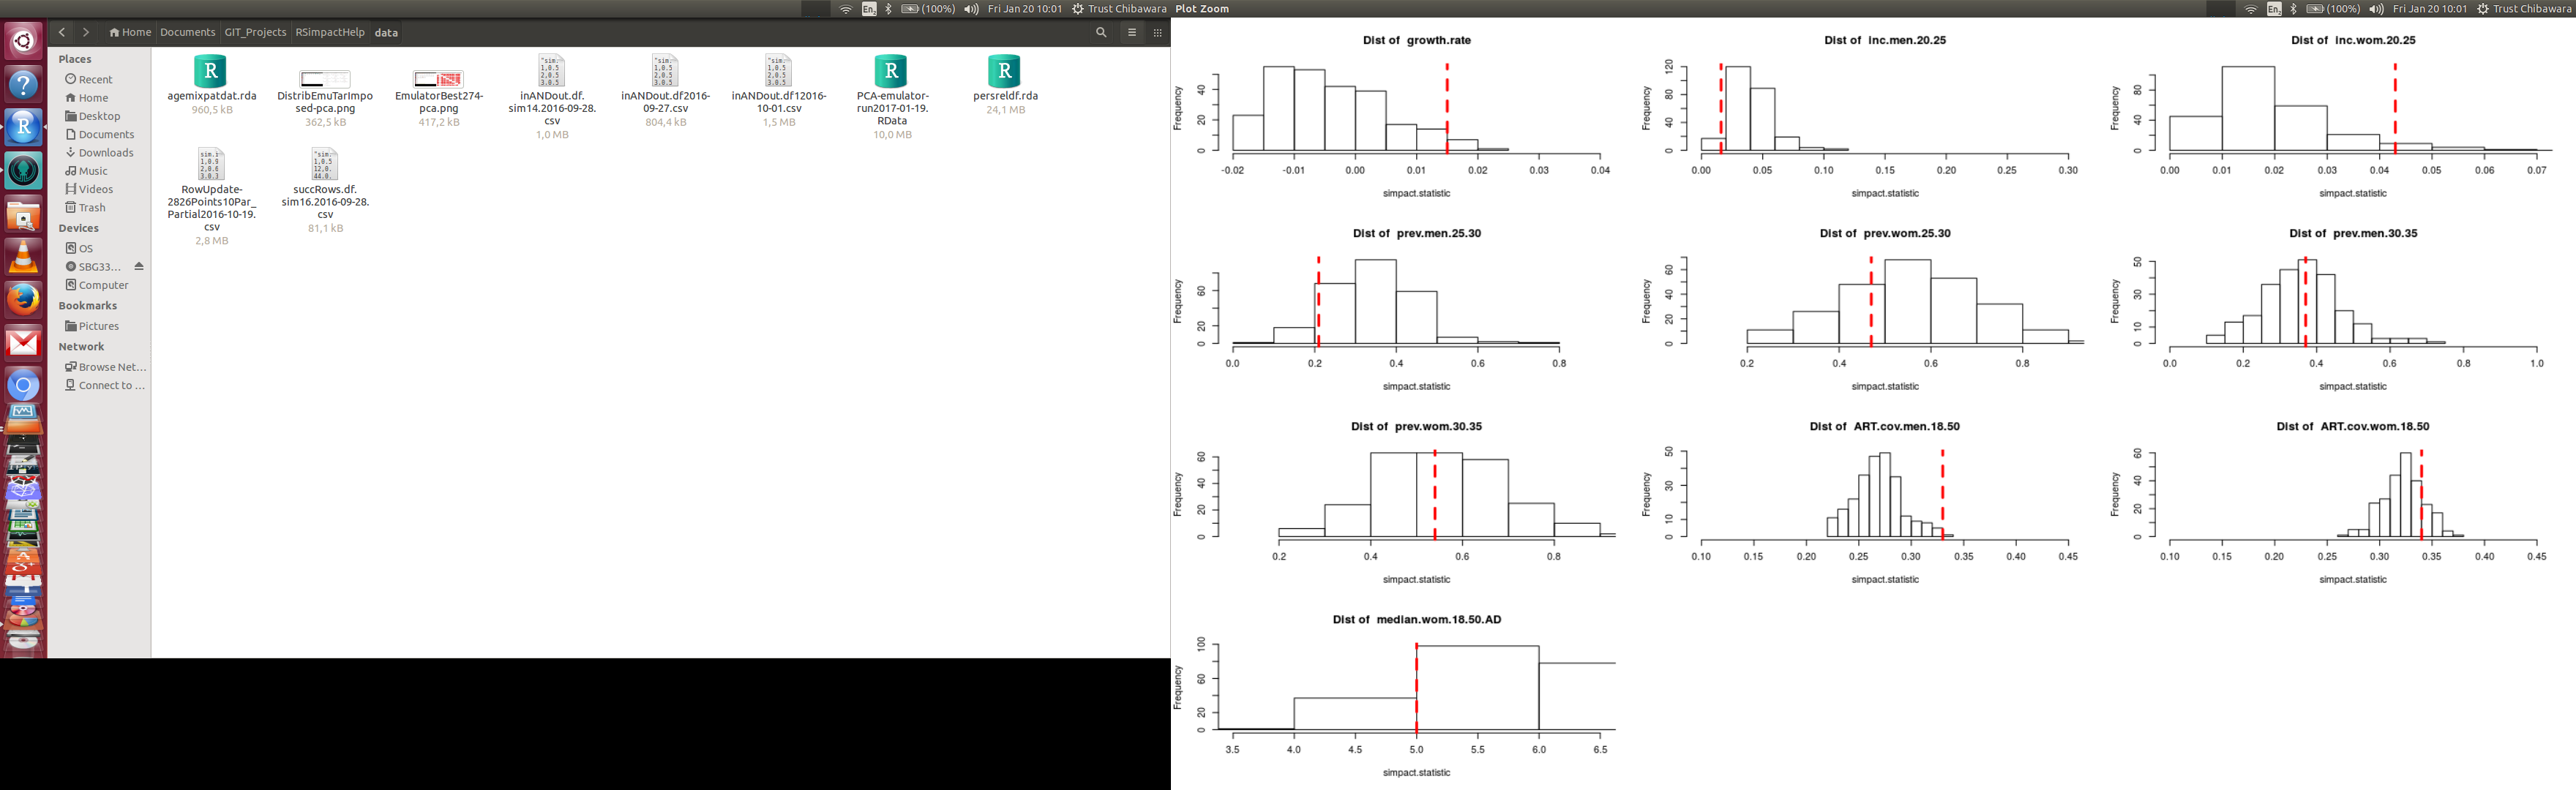 (100%) Fri Jan 20 10:01 Trust Chibawara
Plot Zoom
(100%) Fri Jan 20 10:01 Trust Chibawara
Home Documents GIT_Projects RSimpactHelp data
Places
Recent
Home
Desktop
Documents
Downloads
Music
Videos
Trash
Devices
OS
SBG33...
Computer
Bookmarks
Pictures
Network
Browse Net...
Connect to ...
agemixpatdat.rda
960,5 kB
DistribEmuTarImpo
sed-pca.png
362,5 kB
EmulatorBest274-
pca.png
417,2 kB
inANDout.df.
sim14.2016-09-28.
csv
1,0 MB
inANDout.df2016-
09-27.csv
804,4 kB
inANDout.df12016-
10-01.csv
1,5 MB
PCA-emulator-
run2017-01-19.
RData
10,0 MB
persreldf.rda
24,1 MB
RowUpdate-
2826Points10Par_
Partial2016-10-19.
csv
2,8 MB
succRows.df.
sim16.2016-09-28.
csv
81,1 kB
Dist of growth.rate
Frequency
0 20 40
-0.02 -0.01 0.00 0.01 0.02 0.03 0.04
simpact.statistic
Dist of inc.men.20.25
Frequency
0 40 80 120
0.00 0.05 0.10 0.15 0.20 0.25 0.30
simpact.statistic
Dist of inc.wom.20.25
Frequency
0 40 80
0.00 0.01 0.02 0.03 0.04 0.05 0.06 0.07
simpact.statistic
Dist of prev.men.25.30
Frequency
0 20 60
0.0 0.2 0.4 0.6 0.8
simpact.statistic
Dist of prev.wom.25.30
Frequency
0 20 40 60
0.2 0.4 0.6 0.8
simpact.statistic
Dist of prev.men.30.35
Frequency
0 10 30 50
0.0 0.2 0.4 0.6 0.8 1.0
simpact.statistic
Dist of prev.wom.30.35
Frequency
0 20 40 60
0.2 0.4 0.6 0.8
simpact.statistic
Dist of ART.cov.men.18.50
Frequency
0 10 30 50
0.10 0.15 0.20 0.25 0.30 0.35 0.40 0.45
simpact.statistic
Dist of ART.cov.wom.18.50
Frequency
0 20 40 60
0.10 0.15 0.20 0.25 0.30 0.35 0.40 0.45
simpact.statistic
Dist of median.wom.18.50.AD
Frequency
0 20 60 100
3.5 4.0 4.5 5.0 5.5 6.0 6.5
simpact.statistic